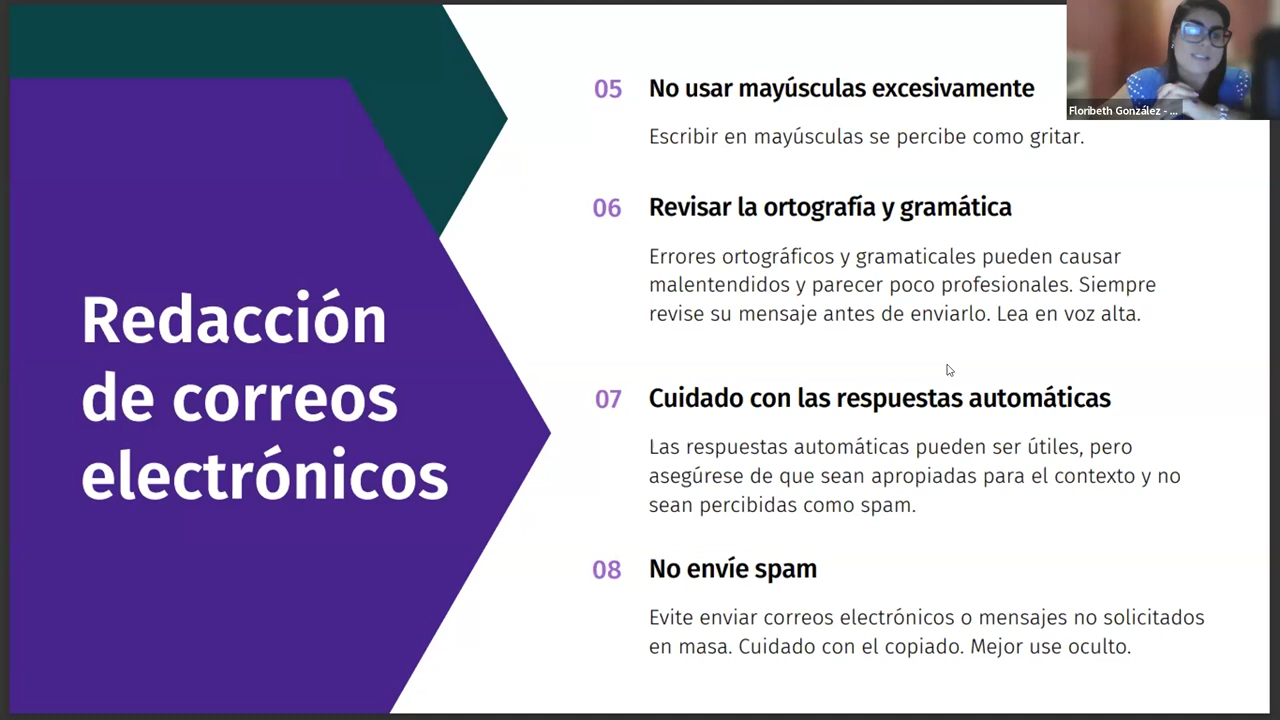 Redacción
de correos
electrónicos
05 No usar mayúsculas excesivamente
Escribir en mayúsculas se percibe como gritar.
06 Revisar la ortografía y gramática
Errores ortográficos y gramaticales pueden causar
malentendidos y parecer poco profesionales. Siempre
revise su mensaje antes de enviarlo. Lea en voz alta.
07 Cuidado con las respuestas automáticas
Las respuestas automáticas pueden ser útiles, pero
asegúrese de que sean apropiadas para el contexto y no
sean percibidas como spam.
08 No envíe spam
Evite enviar correos electrónicos o mensajes no solicitados
en masa. Cuidado con el copiado. Mejor use oculto.
Floribeth González - ...